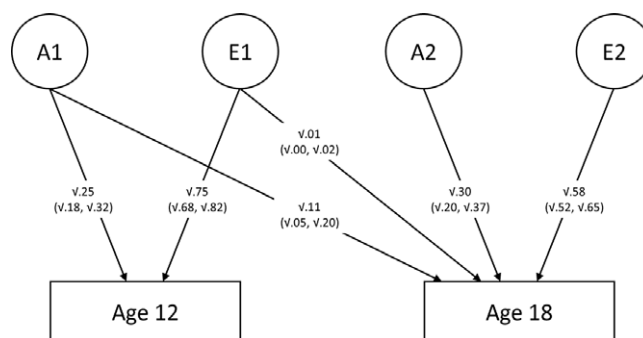 A1
E1
A2
E2
√.01
(√.00, √.02)
√.25
(√.18, √.32)
√.75
(√.68, √.82)
√.11
(√.05, √.20)
√.30
(√.20, √.37)
√.58
(√.52, √.65)
Age 12
Age 18